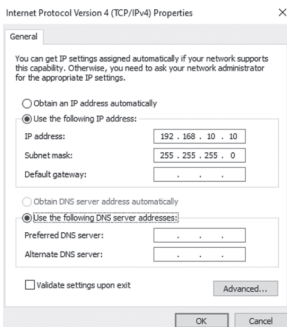 Internet Protocol Version 4 (TCP/IPv4) Properties
General
You can get IP settings assigned automatically if your network supports
this capability. Otherwise, you need to ask your network administrator
for the appropriate IP settings.
Obtain an IP address automatically
Use the following IP address:
IP address: 192 . 168 . 10 . 10
Subnet mask: 255 . 255 . 255 . 0
Default gateway: . . .
Obtain DNS server address automatically
Use the following DNS server addresses:
Preferred DNS server: . . .
Alternate DNS server: . . .
Validate settings upon exit
Advanced...
OK Cancel